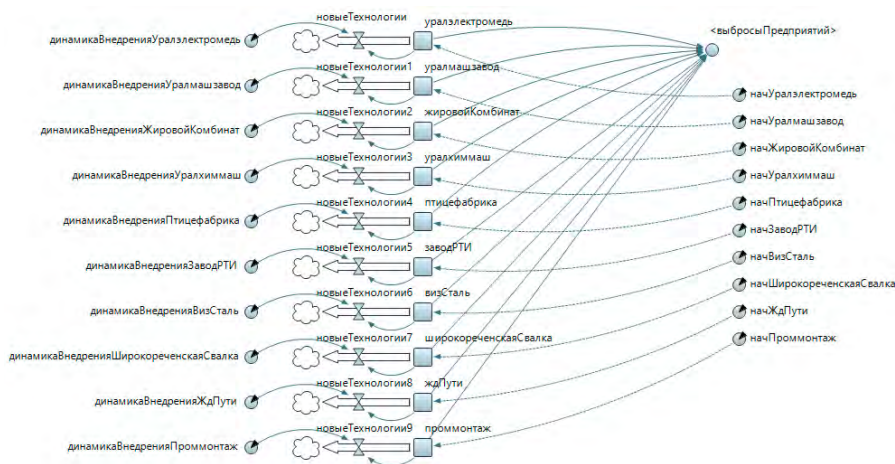 новыеТехнологии
уралэлектромедь
<выбросыПредприятий>
динамикаВнедренияУралэлектромедь
новыеТехнологии1
уралмашзавод
динамикаВнедренияУралмашзавод
начУралэлектромедь
новыеТехнологии2
жировойКомбинат
начУралмашзавод
динамикаВнедренияЖировойКомбинат
начЖировойКомбинат
новыеТехнологии3
уралхиммаш
динамикаВнедренияУралхиммаш
начУралхиммаш
новыеТехнологии4
птицефабрика
начПтицефабрика
динамикаВнедренияПтицефабрика
начЗаводРТИ
новыеТехнологии5
заводРТИ
динамикаВнедренияЗаводРТИ
начВизСталь
новыеТехнологии6
визСталь
начШирокореченскаяСвалка
динамикаВнедренияВизСталь
начЖдПути
новыеТехнологии7
широкореченскаяСвалка
начПроммонтаж
динамикаВнедренияШирокореченскаяСвалка
новыеТехнологии8
ждПути
динамикаВнедренияЖдПути
новыеТехнологии9
проммонтаж
динамикаВнедренияПроммонтаж